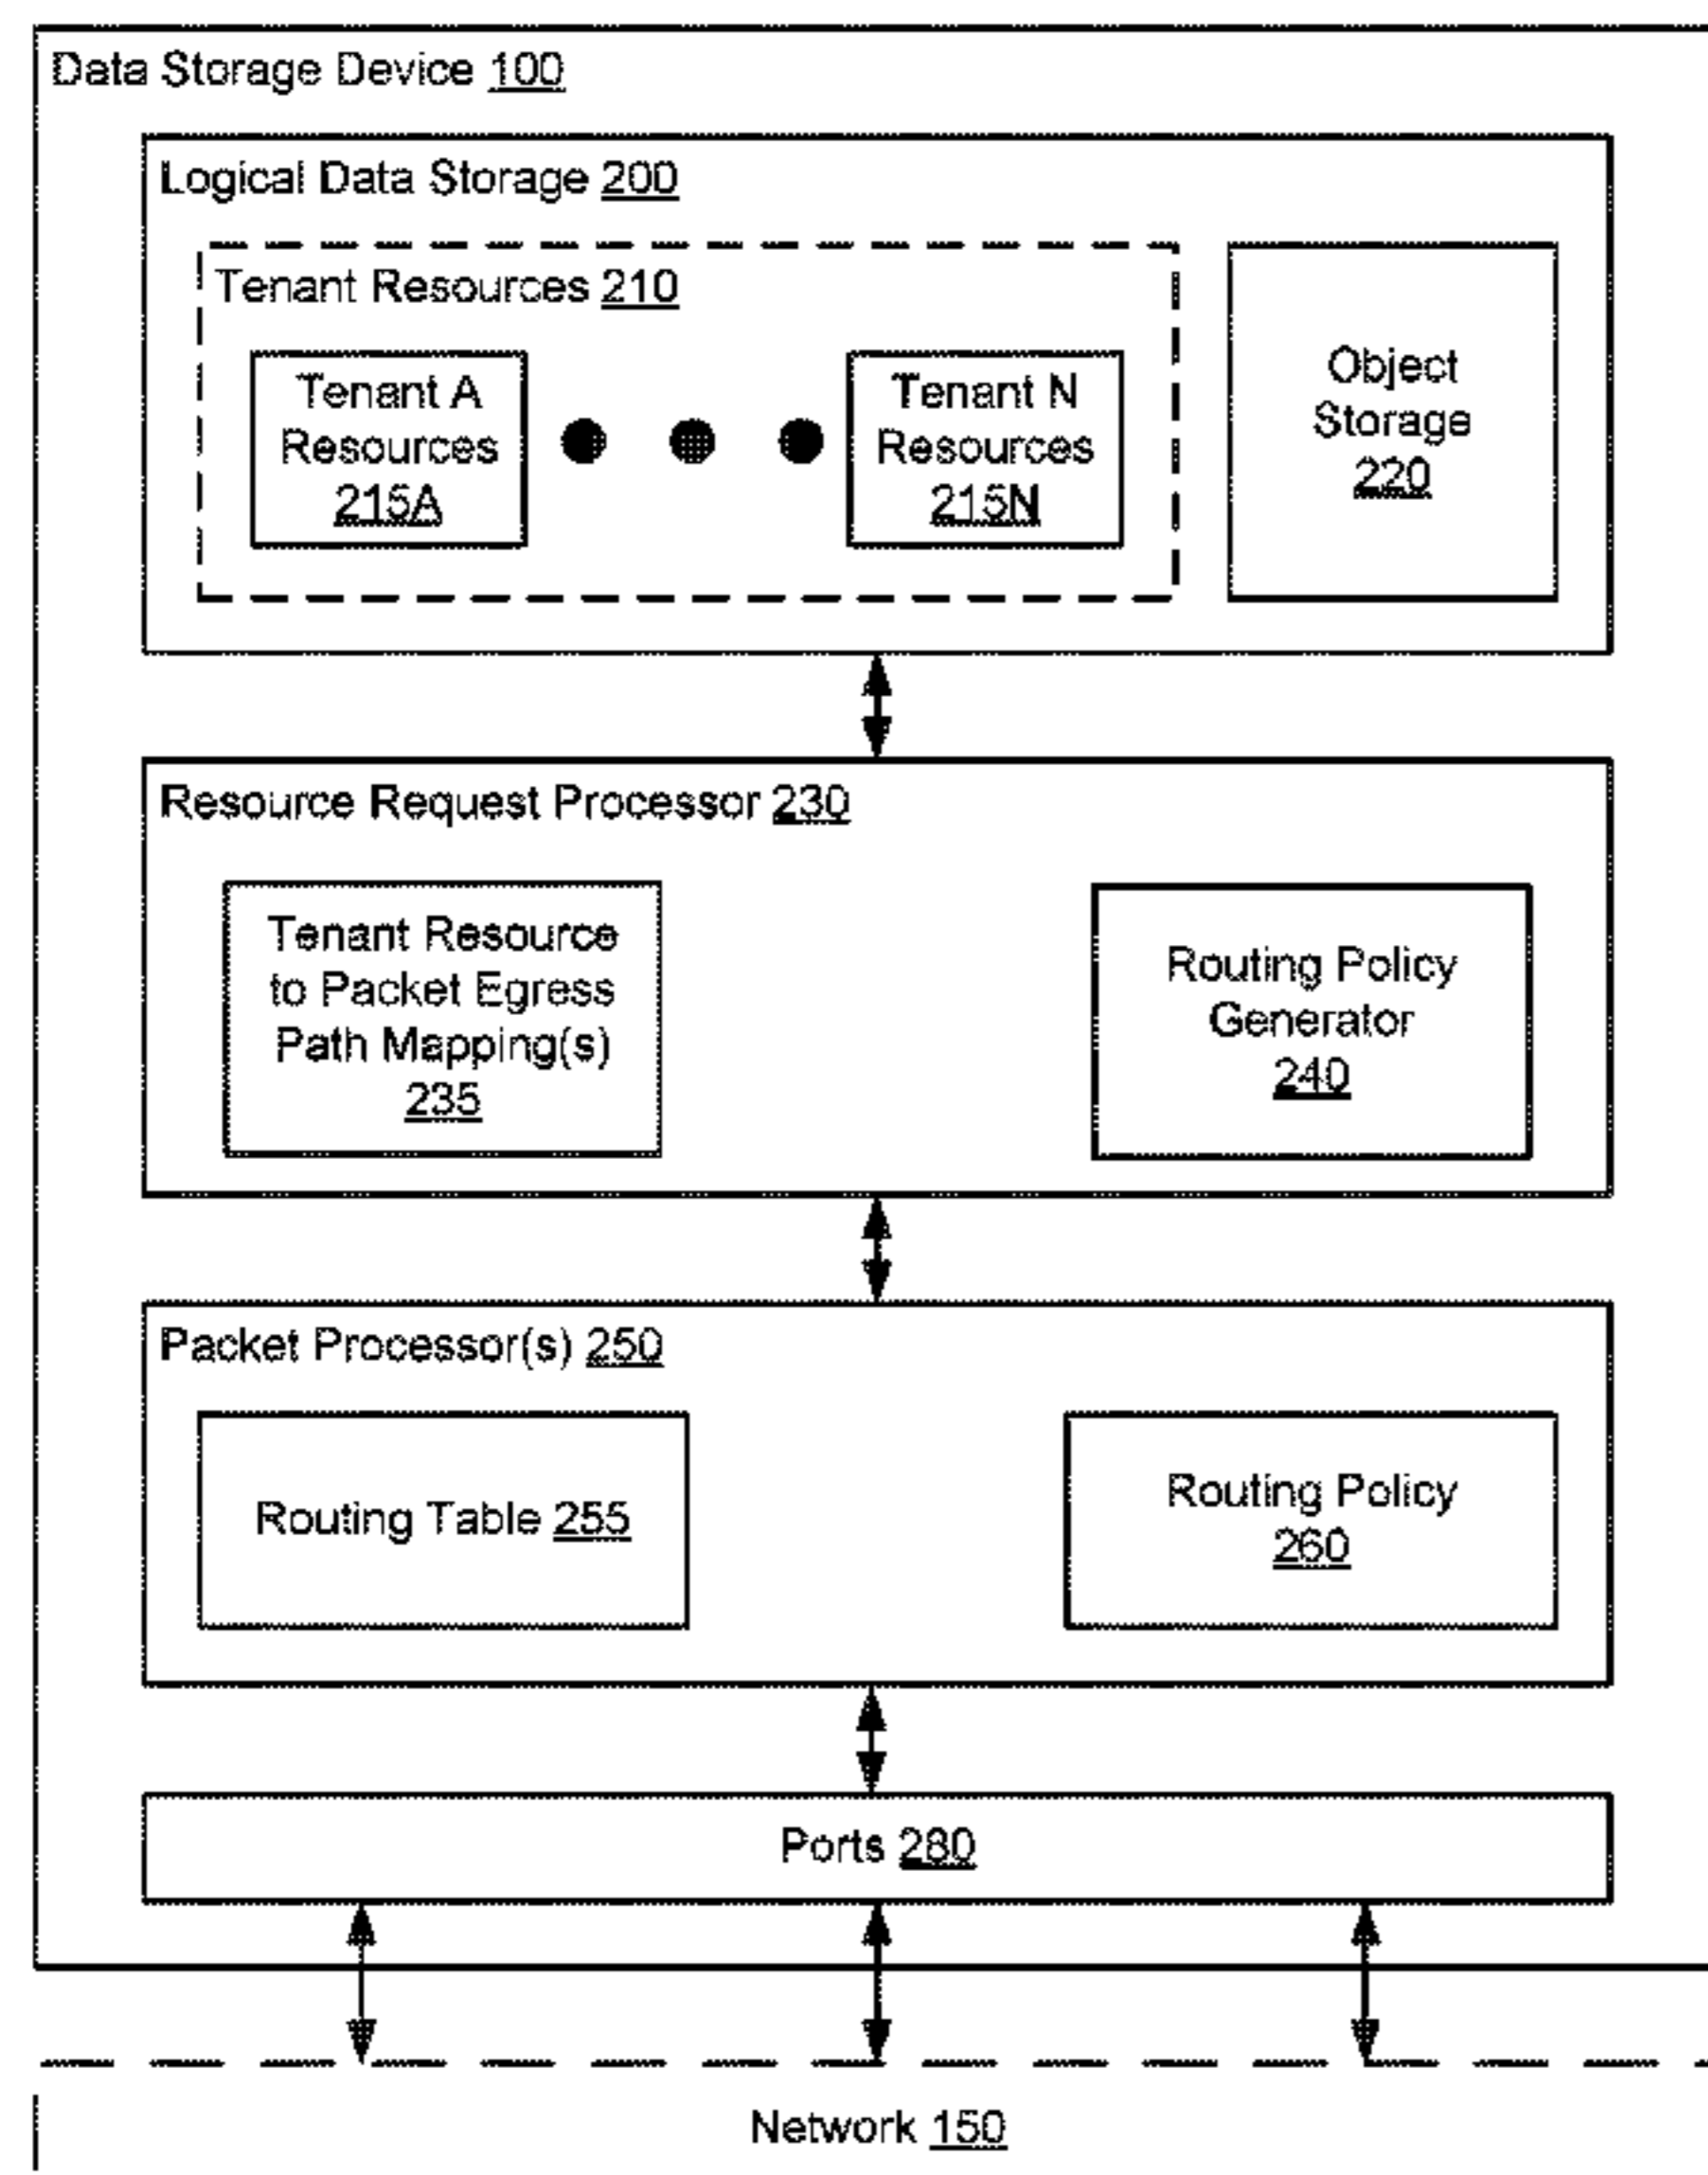 Data Storage Device 100
Logical Data Storage 200
Tenant Resources 210
Tenant A
Resources
215A
Tenant N
Resources
215N
Object
Storage
220
Resource Request Processor 230
Tenant Resource
to Packet Egress
Path Mapping(s)
235
Routing Policy
Generator
240
Packet Processor(s) 250
Routing Table 255
Routing Policy
260
Ports 280
Network 150